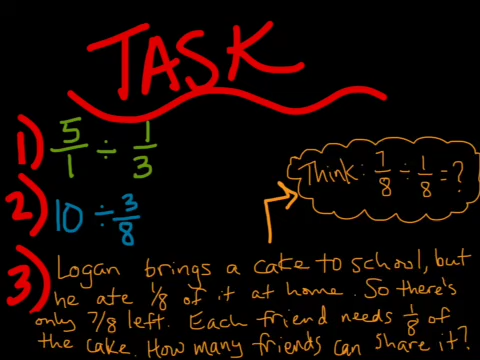 TASK
1) 5/1 ÷ 1/3
2) 10 ÷ 3/8
Think: 7/8 ÷ 1/8 = ?
3) Logan brings a cake to school, but
he ate 1/8 of it at home. So there's
only 7/8 left. Each friend needs 1/8 of
the cake. How many friends can share it?